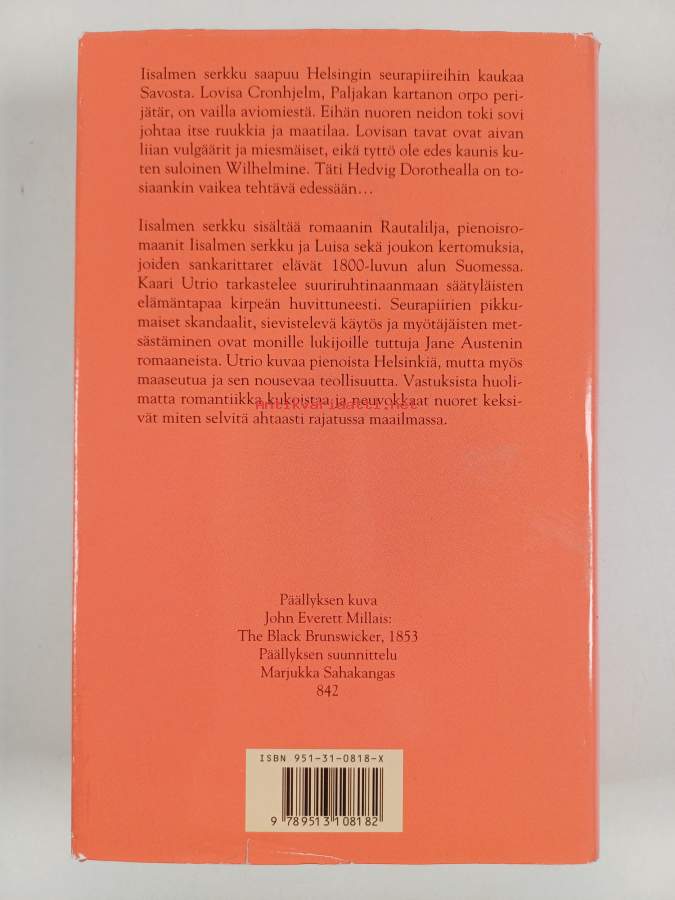 Iisalmen serkku saapuu Helsingin seurapiireihin kaukaa
Savosta. Lovisa Cronhjelm, Paljakan kartanon orpo peri-
jätär, on vailla aviomiestä. Eihän nuoren neidon toki sovi
johtaa itse ruukkia ja maatilaa. Lovisan tavat ovat aivan
liian vulgäärit ja miesmäiset, eikä tyttö ole edes kaunis ku-
ten suloinen Wilhelmine. Täti Hedvig Dorothealla on to-
siaankin vaikea tehtävä edessään...
Iisalmen serkku sisältää romaanin Rautalilja, pienoisro-
maanit Iisalmen serkku ja Luisa sekä joukon kertomuksia,
joiden sankarittaret elävät 1800-luvun alun Suomessa.
Kaari Utrio tarkastelee suuriruhtinaanmaan säätyläisten
elämäntapaa kirpeän huvittuneesti. Seurapiirien pikku-
maiset skandaalit, sievistelevä käytös ja myötäjäisten met-
sästäminen ovat monille lukijoille tuttuja Jane Austenin
romaaneista. Utrio kuvaa pienoista Helsinkiä, mutta myös
maaseutua ja sen nousevaa teollisuutta. Vastuksista huoli-
matta romantiikka kukoistaa ja neuvokkaat nuoret keksi-
vät miten selvitä ahtaasti rajatussa maailmassa.
Antikvariaatti.net
Päällyksen kuva
John Everett Millais:
The Black Brunswicker, 1853
Päällyksen suunnittelu
Marjukka Sahakangas
842
ISBN 951-31-0818-X
9 789513 108182